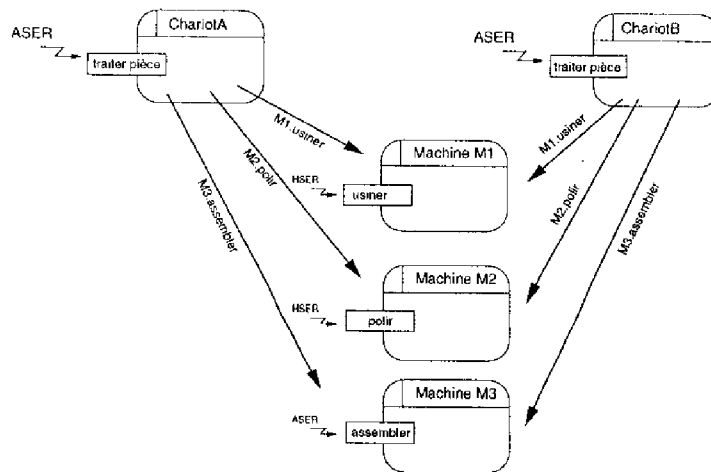 ChariotA
ASER
traiter pièce
ChariotB
ASER
traiter pièce
M1.usiner
M2.polir
M3.assembler
M1.usiner
M2.polir
M3.assembler
Machine M1
HSER
usiner
Machine M2
HSER
polir
Machine M3
ASER
assembler